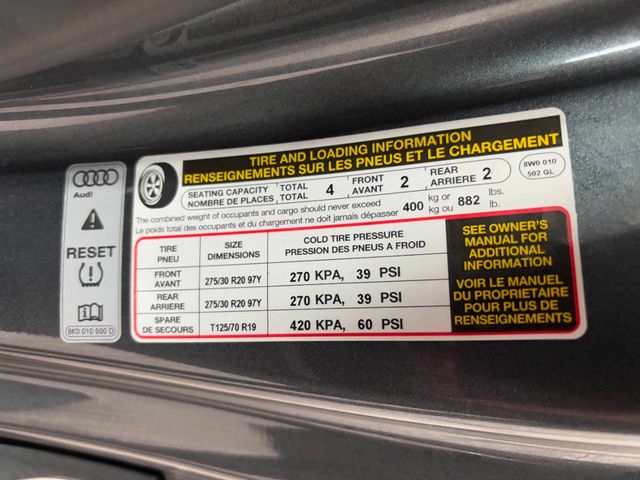 Audi
RESET
8K0 010 500 D
TIRE AND LOADING INFORMATION
RENSEIGNEMENTS SUR LES PNEUS ET LE CHARGEMENT
8W0 010
502 GL
SEATING CAPACITY TOTAL 4 FRONT 2 REAR 2
NOMBRE DE PLACES TOTAL AVANT ARRIERE
The combined weight of occupants and cargo should never exceed 400 kg or 882 lbs.
Le poids total des occupants et du chargement ne doit jamais dépasser kg ou lb.
TIRE SIZE COLD TIRE PRESSURE
PNEU DIMENSIONS PRESSION DES PNEUS A FROID
FRONT
AVANT 275/30 R20 97Y 270 KPA, 39 PSI
REAR
ARRIERE 275/30 R20 97Y 270 KPA, 39 PSI
SPARE
DE SECOURS T125/70 R19 420 KPA, 60 PSI
SEE OWNER'S
MANUAL FOR
ADDITIONAL
INFORMATION
VOIR LE MANUEL
DU PROPRIETAIRE
POUR PLUS DE
RENSEIGNEMENTS